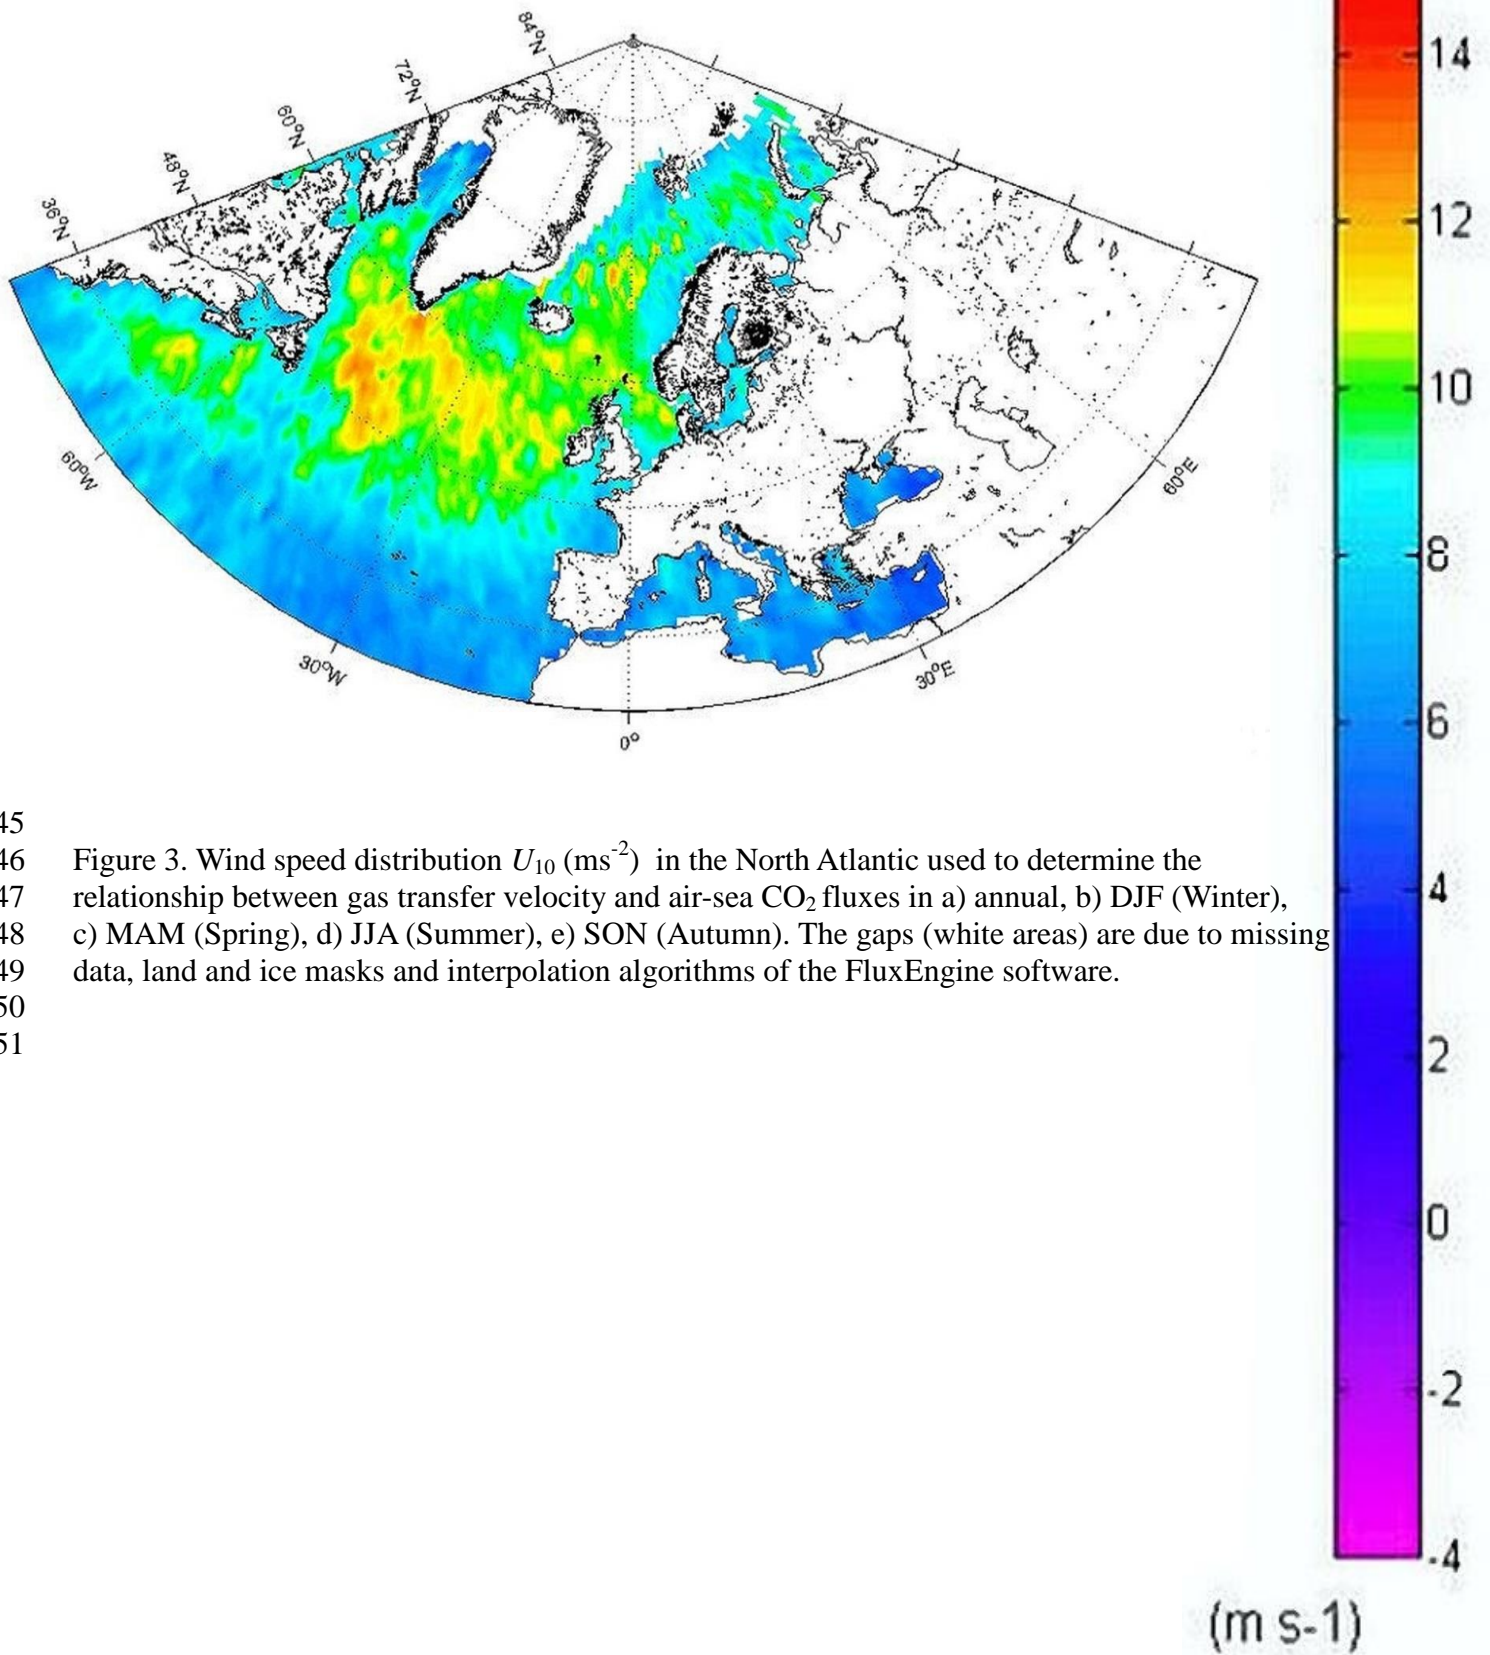 84°N
72°N
60°N
48°N
36°N
60°W
30°W
0°
30°E
60°E
14
12
10
8
6
4
2
0
-2
-4
(m s-1)
45
46 Figure 3. Wind speed distribution U10 (ms-2) in the North Atlantic used to determine the
47 relationship between gas transfer velocity and air-sea CO2 fluxes in a) annual, b) DJF (Winter),
48 c) MAM (Spring), d) JJA (Summer), e) SON (Autumn). The gaps (white areas) are due to missing
49 data, land and ice masks and interpolation algorithms of the FluxEngine software.
50
51